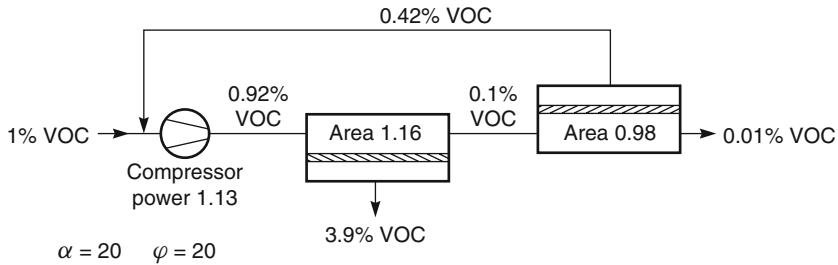 0.42% VOC
0.92%
VOC
0.1%
VOC
1% VOC
Area 1.16
Area 0.98
0.01% VOC
Compressor
power 1.13
3.9% VOC
α = 20 φ = 20